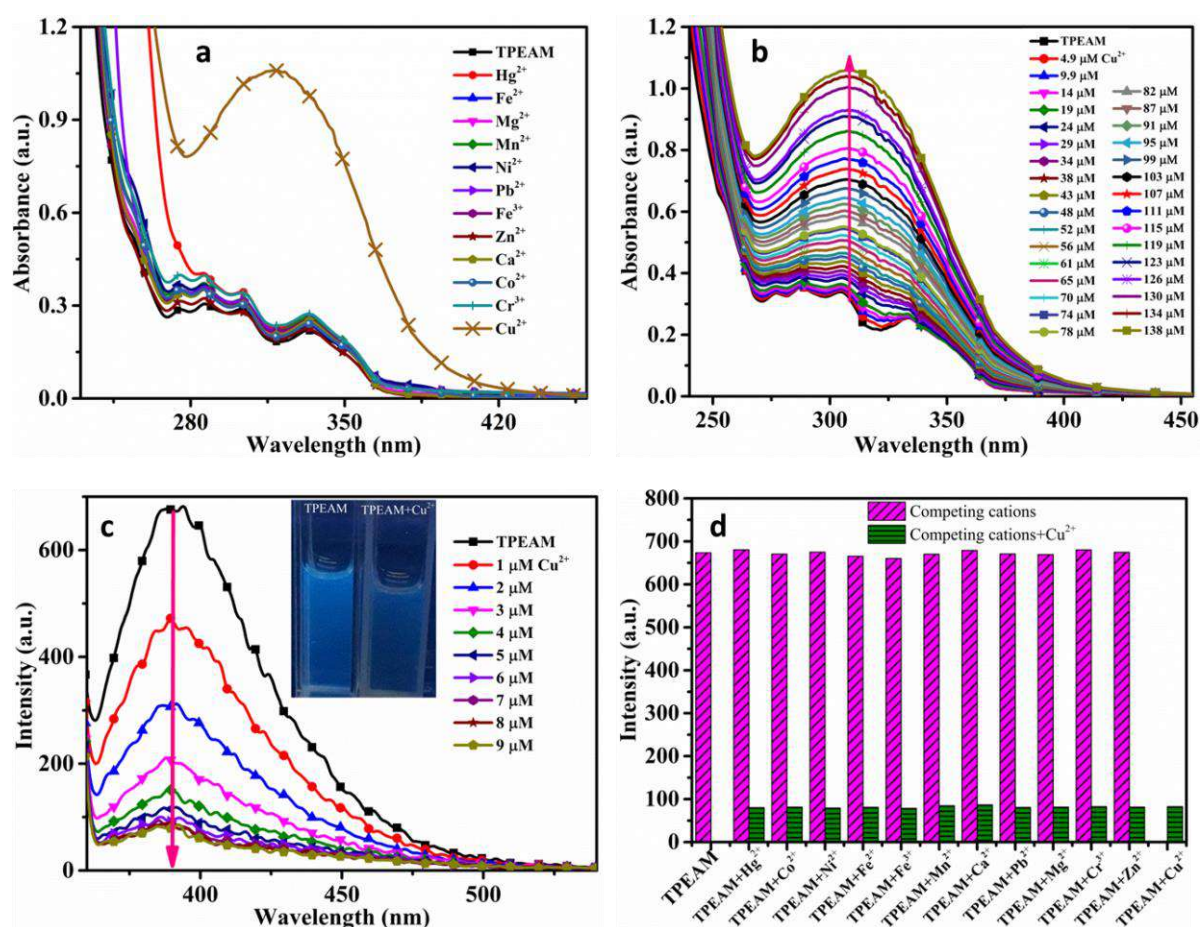 a
TPEAM
Hg²⁺
Fe²⁺
Mg²⁺
Mn²⁺
Ni²⁺
Pb²⁺
Fe³⁺
Zn²⁺
Ca²⁺
Co²⁺
Cr³⁺
Cu²⁺
1.2
0.9
0.6
0.3
0.0
Absorbance (a.u.)
280
350
420
Wavelength (nm)
b
TPEAM
4.9 μM Cu²⁺
9.9 μM
14 μM
19 μM
24 μM
29 μM
34 μM
38 μM
43 μM
48 μM
52 μM
56 μM
61 μM
65 μM
70 μM
74 μM
78 μM
82 μM
87 μM
91 μM
95 μM
99 μM
103 μM
107 μM
111 μM
115 μM
119 μM
123 μM
126 μM
130 μM
134 μM
138 μM
1.2
1.0
0.8
0.6
0.4
0.2
0.0
Absorbance (a.u.)
250
300
350
400
450
Wavelength (nm)
c
TPEAM
TPEAM+Cu²⁺
TPEAM
1 μM Cu²⁺
2 μM
3 μM
4 μM
5 μM
6 μM
7 μM
8 μM
9 μM
600
400
200
0
Intensity (a.u.)
400
450
500
Wavelength (nm)
d
Competing cations
Competing cations+Cu²⁺
800
700
600
500
400
300
200
100
0
Intensity (a.u.)
TPEAM
TPEAM+Hg²⁺
TPEAM+Co²⁺
TPEAM+Ni²⁺
TPEAM+Fe²⁺
TPEAM+Fe³⁺
TPEAM+Mn²⁺
TPEAM+Ca²⁺
TPEAM+Pb²⁺
TPEAM+Mg²⁺
TPEAM+Cr³⁺
TPEAM+Zn²⁺
TPEAM+Cu²⁺